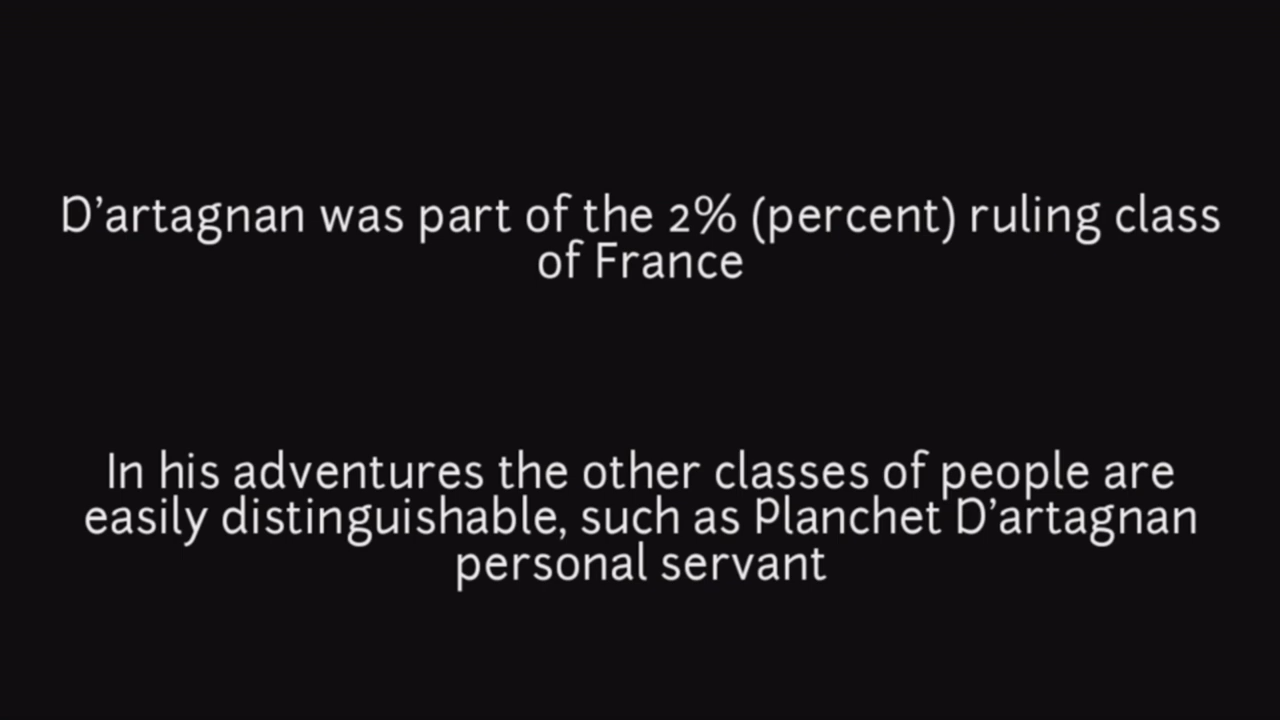 D’artagnan was part of the 2% (percent) ruling class
of France
In his adventures the other classes of people are
easily distinguishable, such as Planchet D’artagnan
personal servant